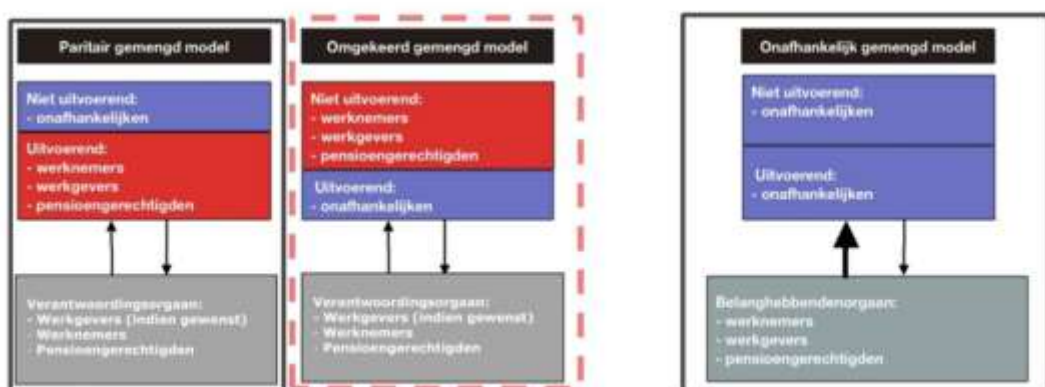 Paritair gemengd model
Niet uitvoerend:
- onafhankelijken
Uitvoerend:
- werknemers
- werkgevers
- pensioengerechtigden
Verantwoordingsorgaan:
- Werkgevers (indien gewenst)
- Werknemers
- Pensioengerechtigden
Omgekeerd gemengd model
Niet uitvoerend:
- werknemers
- werkgevers
- pensioengerechtigden
Uitvoerend:
- onafhankelijken
Verantwoordingsorgaan:
- Werkgevers (indien gewenst)
- Werknemers
- Pensioengerechtigden
Onafhankelijk gemengd model
Niet uitvoerend:
- onafhankelijken
Uitvoerend:
- onafhankelijken
Belanghebbendenorgaan:
- werknemers
- werkgevers
- pensioengerechtigden